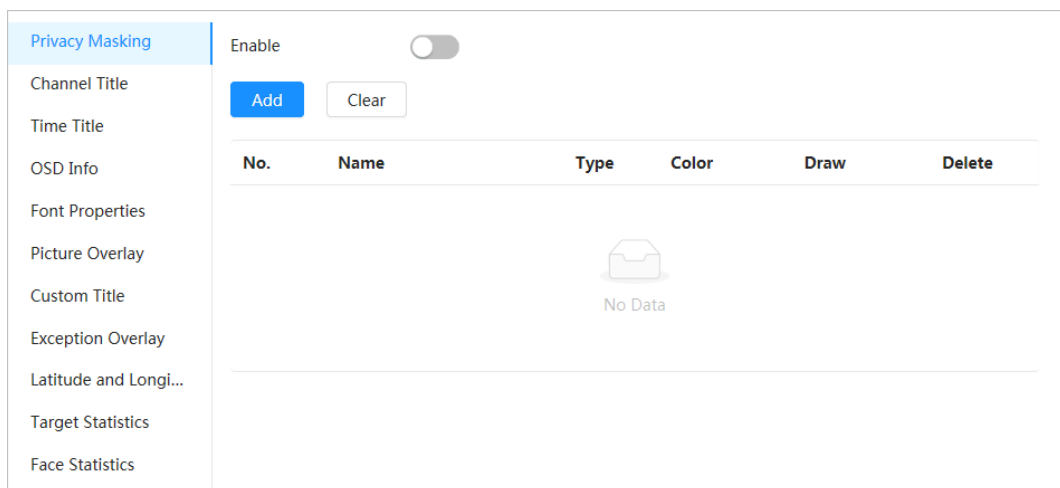 Privacy Masking
Channel Title
Time Title
OSD Info
Font Properties
Picture Overlay
Custom Title
Exception Overlay
Latitude and Longi...
Target Statistics
Face Statistics
Enable
Add Clear
No. Name Type Color Draw Delete
No Data